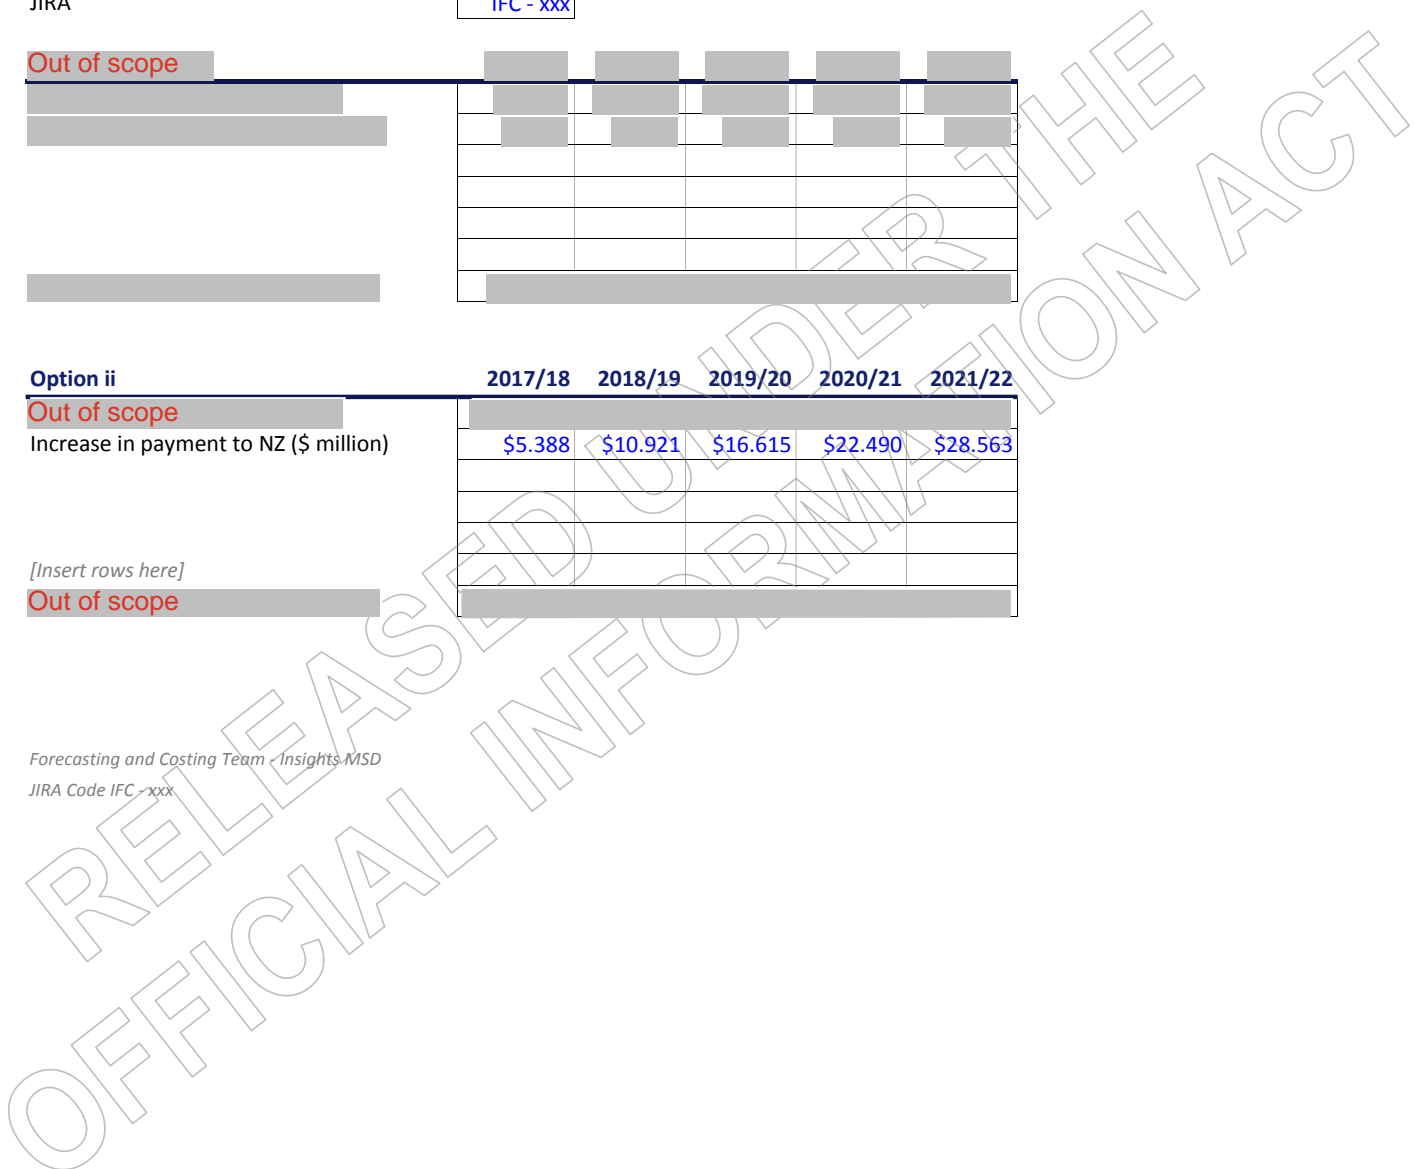 JIRA IFC - xxx
Out of scope
Option ii 2017/18 2018/19 2019/20 2020/21 2021/22
Out of scope
Increase in payment to NZ ($ million) $5.388 $10.921 $16.615 $22.490 $28.563
[Insert rows here]
Out of scope
Forecasting and Costing Team - Insights MSD
JIRA Code IFC - xxx
RELEASED UNDER THE
OFFICIAL INFORMATION ACT